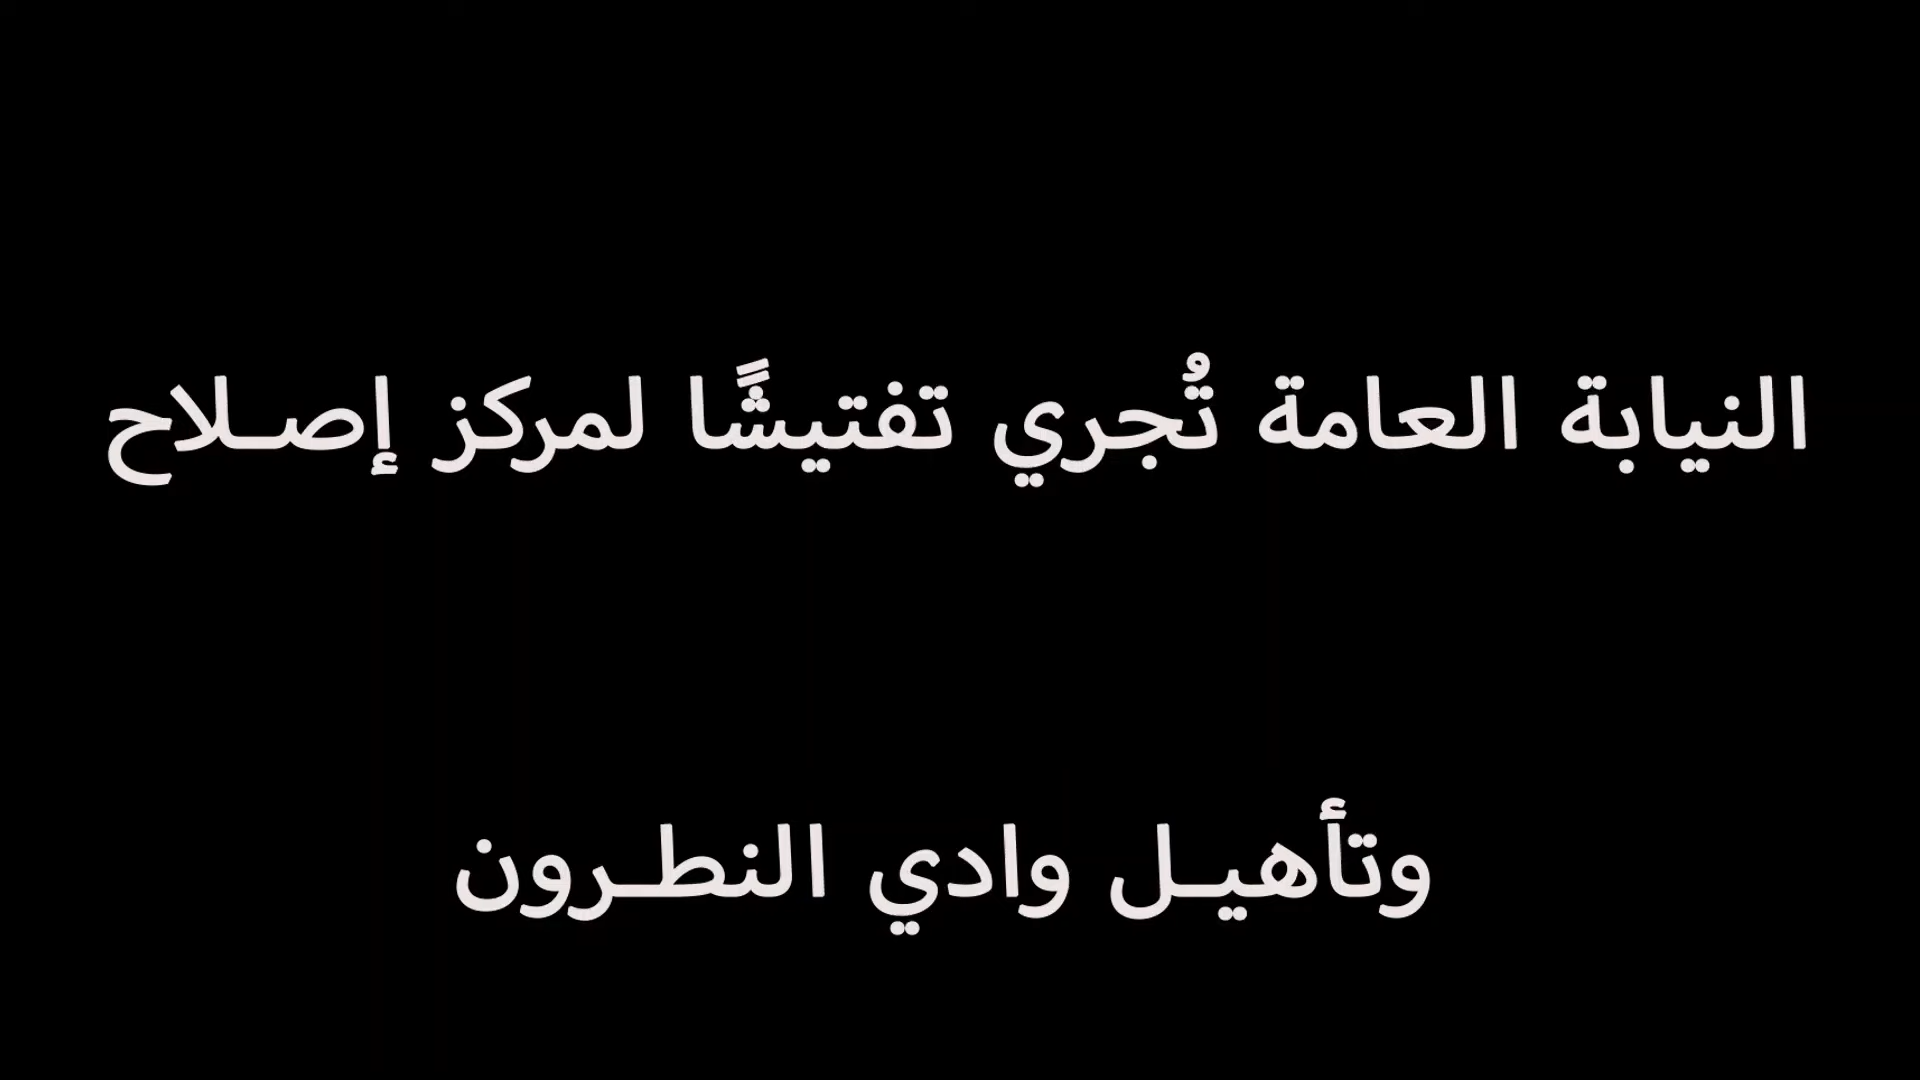 النيابة العامة تُجري تفتيشًا لمركز إصـلاح
وتأهيـل وادي النطـرون